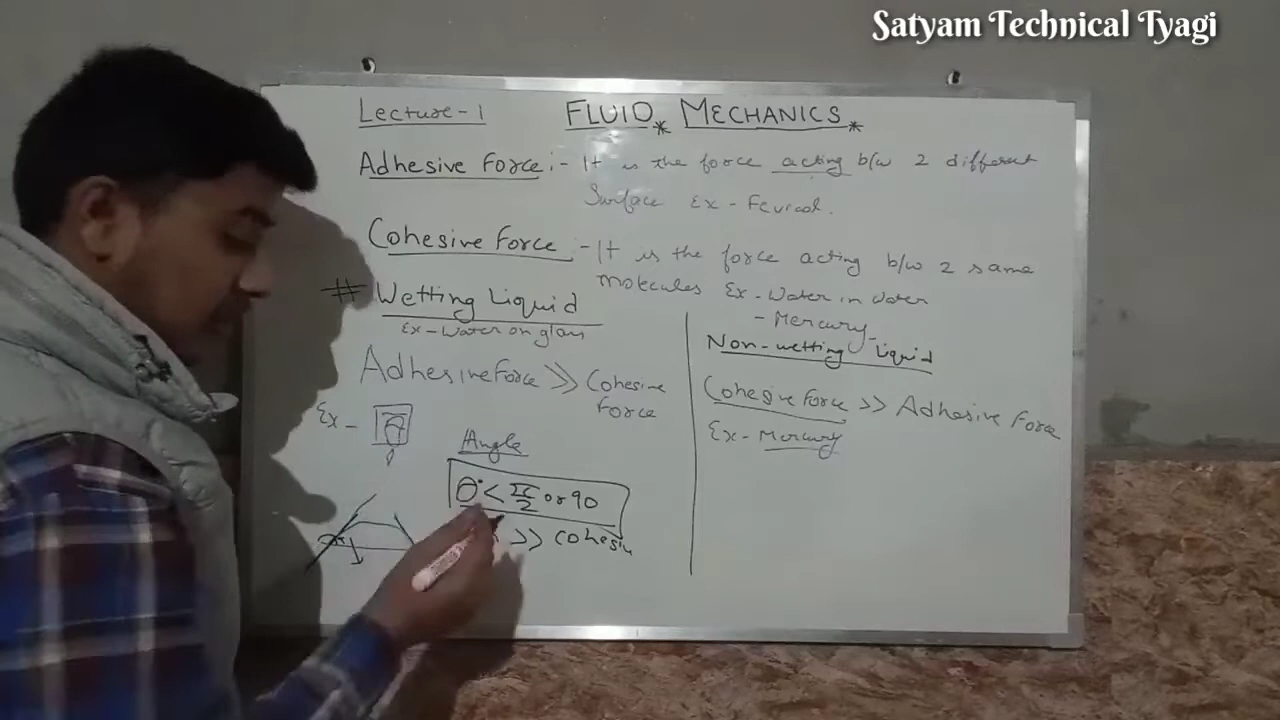 Satyam Technical Tyagi
Lecture-1 FLUID MECHANICS
Adhesive Force :- It is the force acting b/w 2 different
Surface Ex - Fevicol.
Cohesive Force :- It is the force acting b/w 2 same
molecules Ex - Water in water
- Mercury
# Wetting Liquid
Ex - Water on glass
Adhesive Force >> Cohesive
Force
Ex -
Angle
θ° < π/2 or 90
>> Cohesiv
Non-wetting Liquid
Cohesive Force >> Adhesive Force
Ex - Mercury